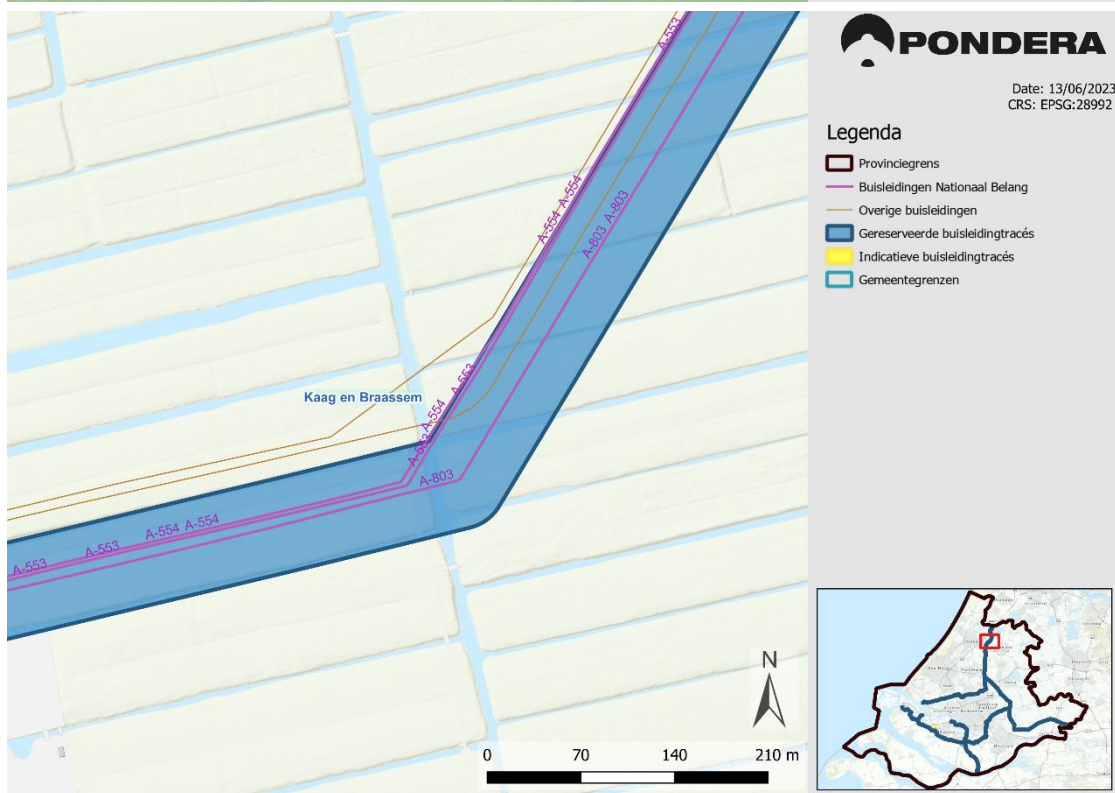 PONDERA
Date: 13/06/2023
CRS: EPSG:28992
Legenda
Provinciegrens
Buisleidingen Nationaal Belang
Overige buisleidingen
Gereserveerde buisleidingtracés
Indicatieve buisleidingtracés
Gemeentegrenzen
A-553
A-554
A-554
A-803
A-803
A-553
Kaag en Braassem
A-554
A-553
A-803
A-554 A-554
A-553
A-553
N
0 70 140 210 m